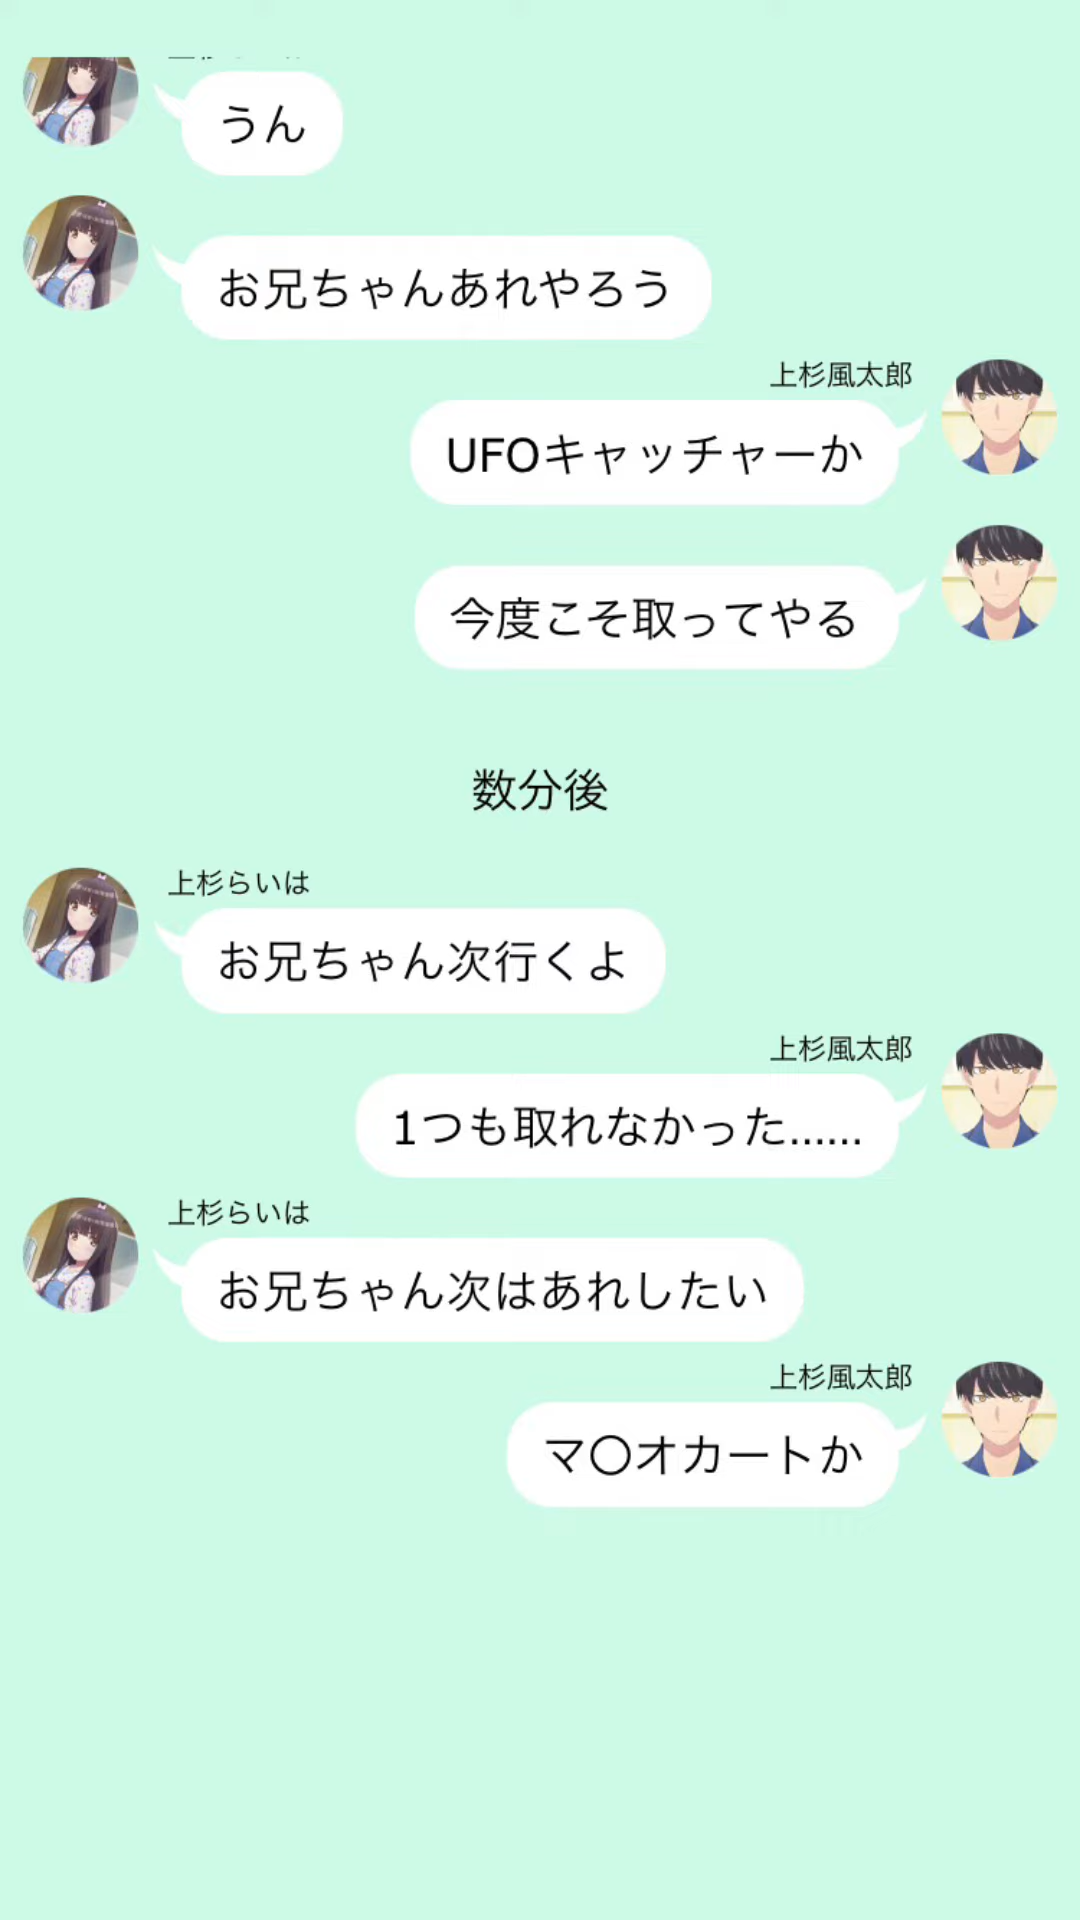 うん
お兄ちゃんあれやろう
上杉風太郎
UFOキャッチャーか
今度こそ取ってやる
数分後
上杉らいは
お兄ちゃん次行くよ
上杉風太郎
1つも取れなかった......
上杉らいは
お兄ちゃん次はあれしたい
上杉風太郎
マ〇オカートか